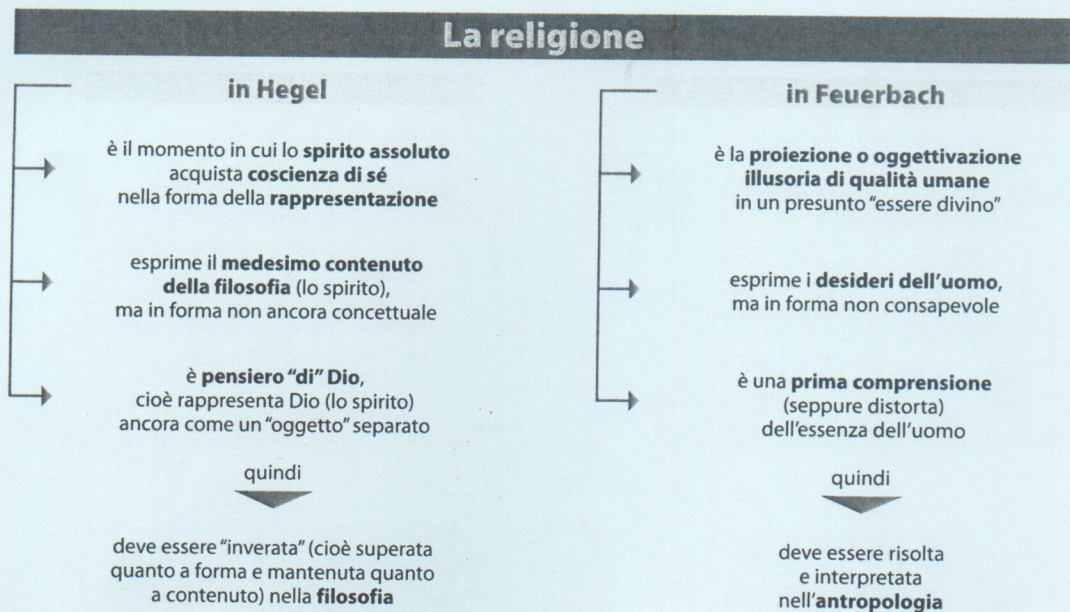 La religione
in Hegel
è il momento in cui lo spirito assoluto
acquista coscienza di sé
nella forma della rappresentazione
esprime il medesimo contenuto
della filosofia (lo spirito),
ma in forma non ancora concettuale
è pensiero "di" Dio,
cioè rappresenta Dio (lo spirito)
ancora come un "oggetto" separato
quindi
deve essere "inverata" (cioè superata
quanto a forma e mantenuta quanto
a contenuto) nella filosofia
in Feuerbach
è la proiezione o oggettivazione
illusoria di qualità umane
in un presunto "essere divino"
esprime i desideri dell'uomo,
ma in forma non consapevole
è una prima comprensione
(seppure distorta)
dell'essenza dell'uomo
quindi
deve essere risolta
e interpretata
nell'antropologia